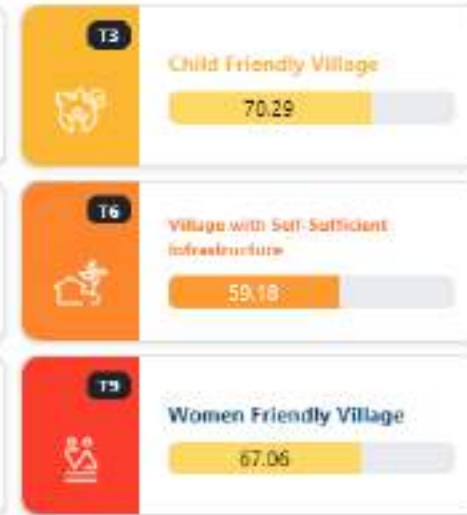 T3
Child Friendly Village
70.29
T6
Village with Self-Sufficient
Infrastructure
59.18
T9
Women Friendly Village
67.06